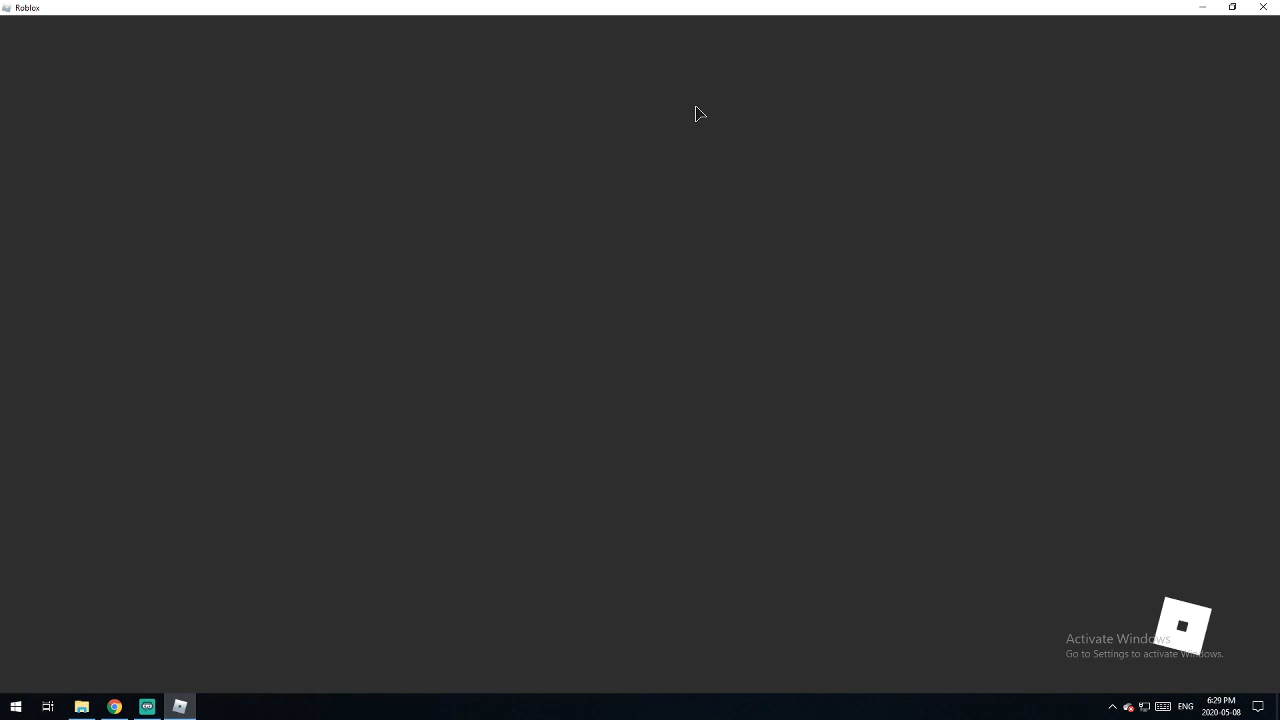 Roblox
Activate Windows
Go to Settings to activate Windows.
ENG
6:29 PM
2020-05-08